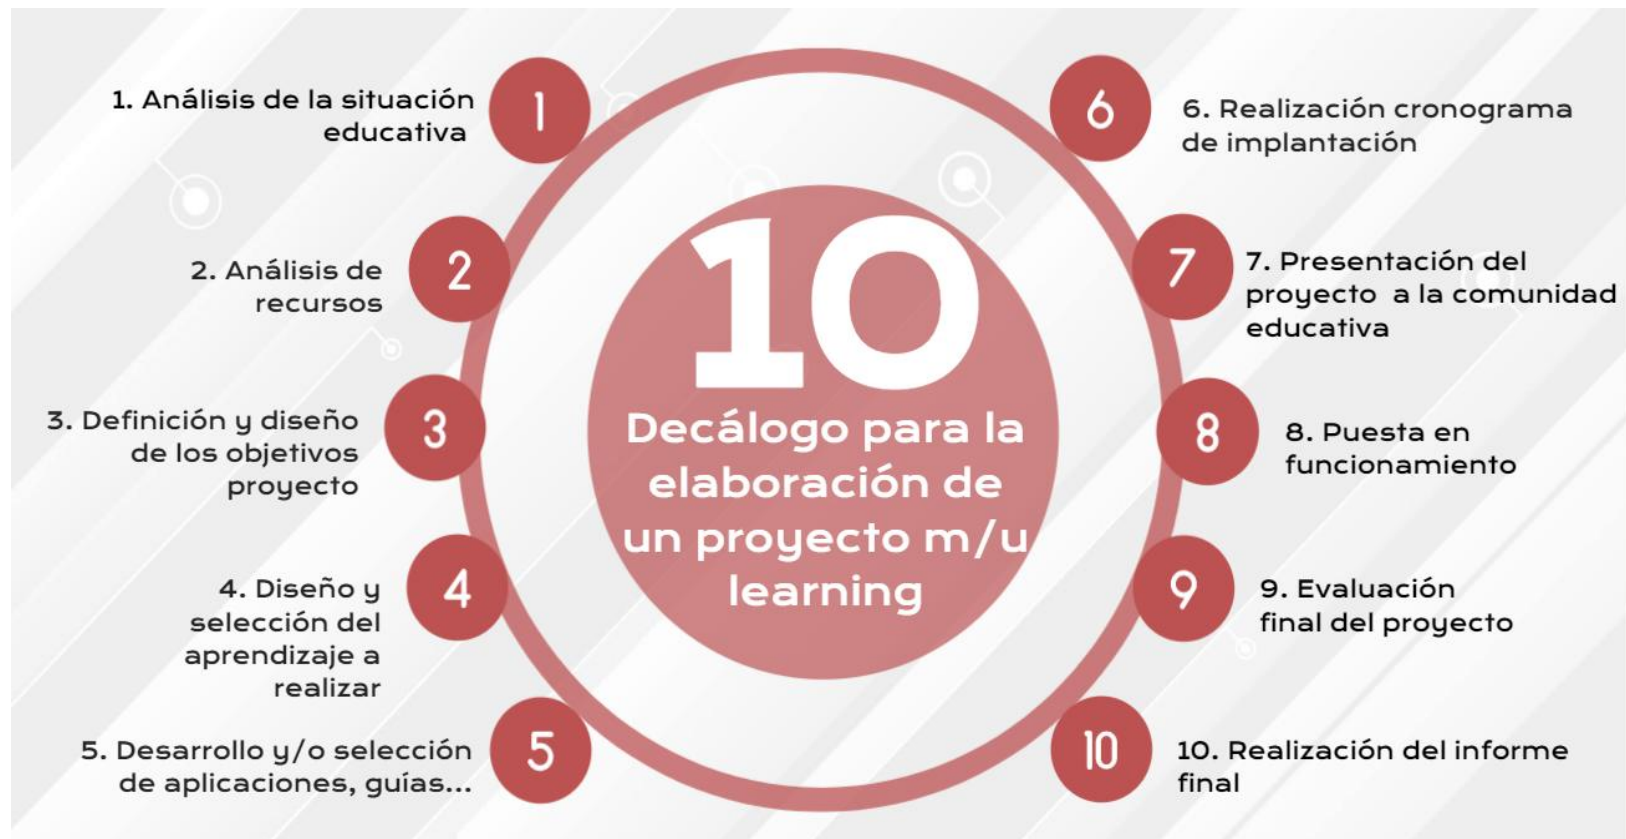 1. Análisis de la situación
educativa
1
2. Análisis de
recursos
2
3. Definición y diseño
de los objetivos
proyecto
3
4. Diseño y
selección del
aprendizaje a
realizar
4
5. Desarrollo y/o selección
de aplicaciones, guías...
5
10
Decálogo para la
elaboración de
un proyecto m/u
learning
6
6. Realización cronograma
de implantación
7
7. Presentación del
proyecto a la comunidad
educativa
8
8. Puesta en
funcionamiento
9
9. Evaluación
final del proyecto
10
10. Realización del informe
final